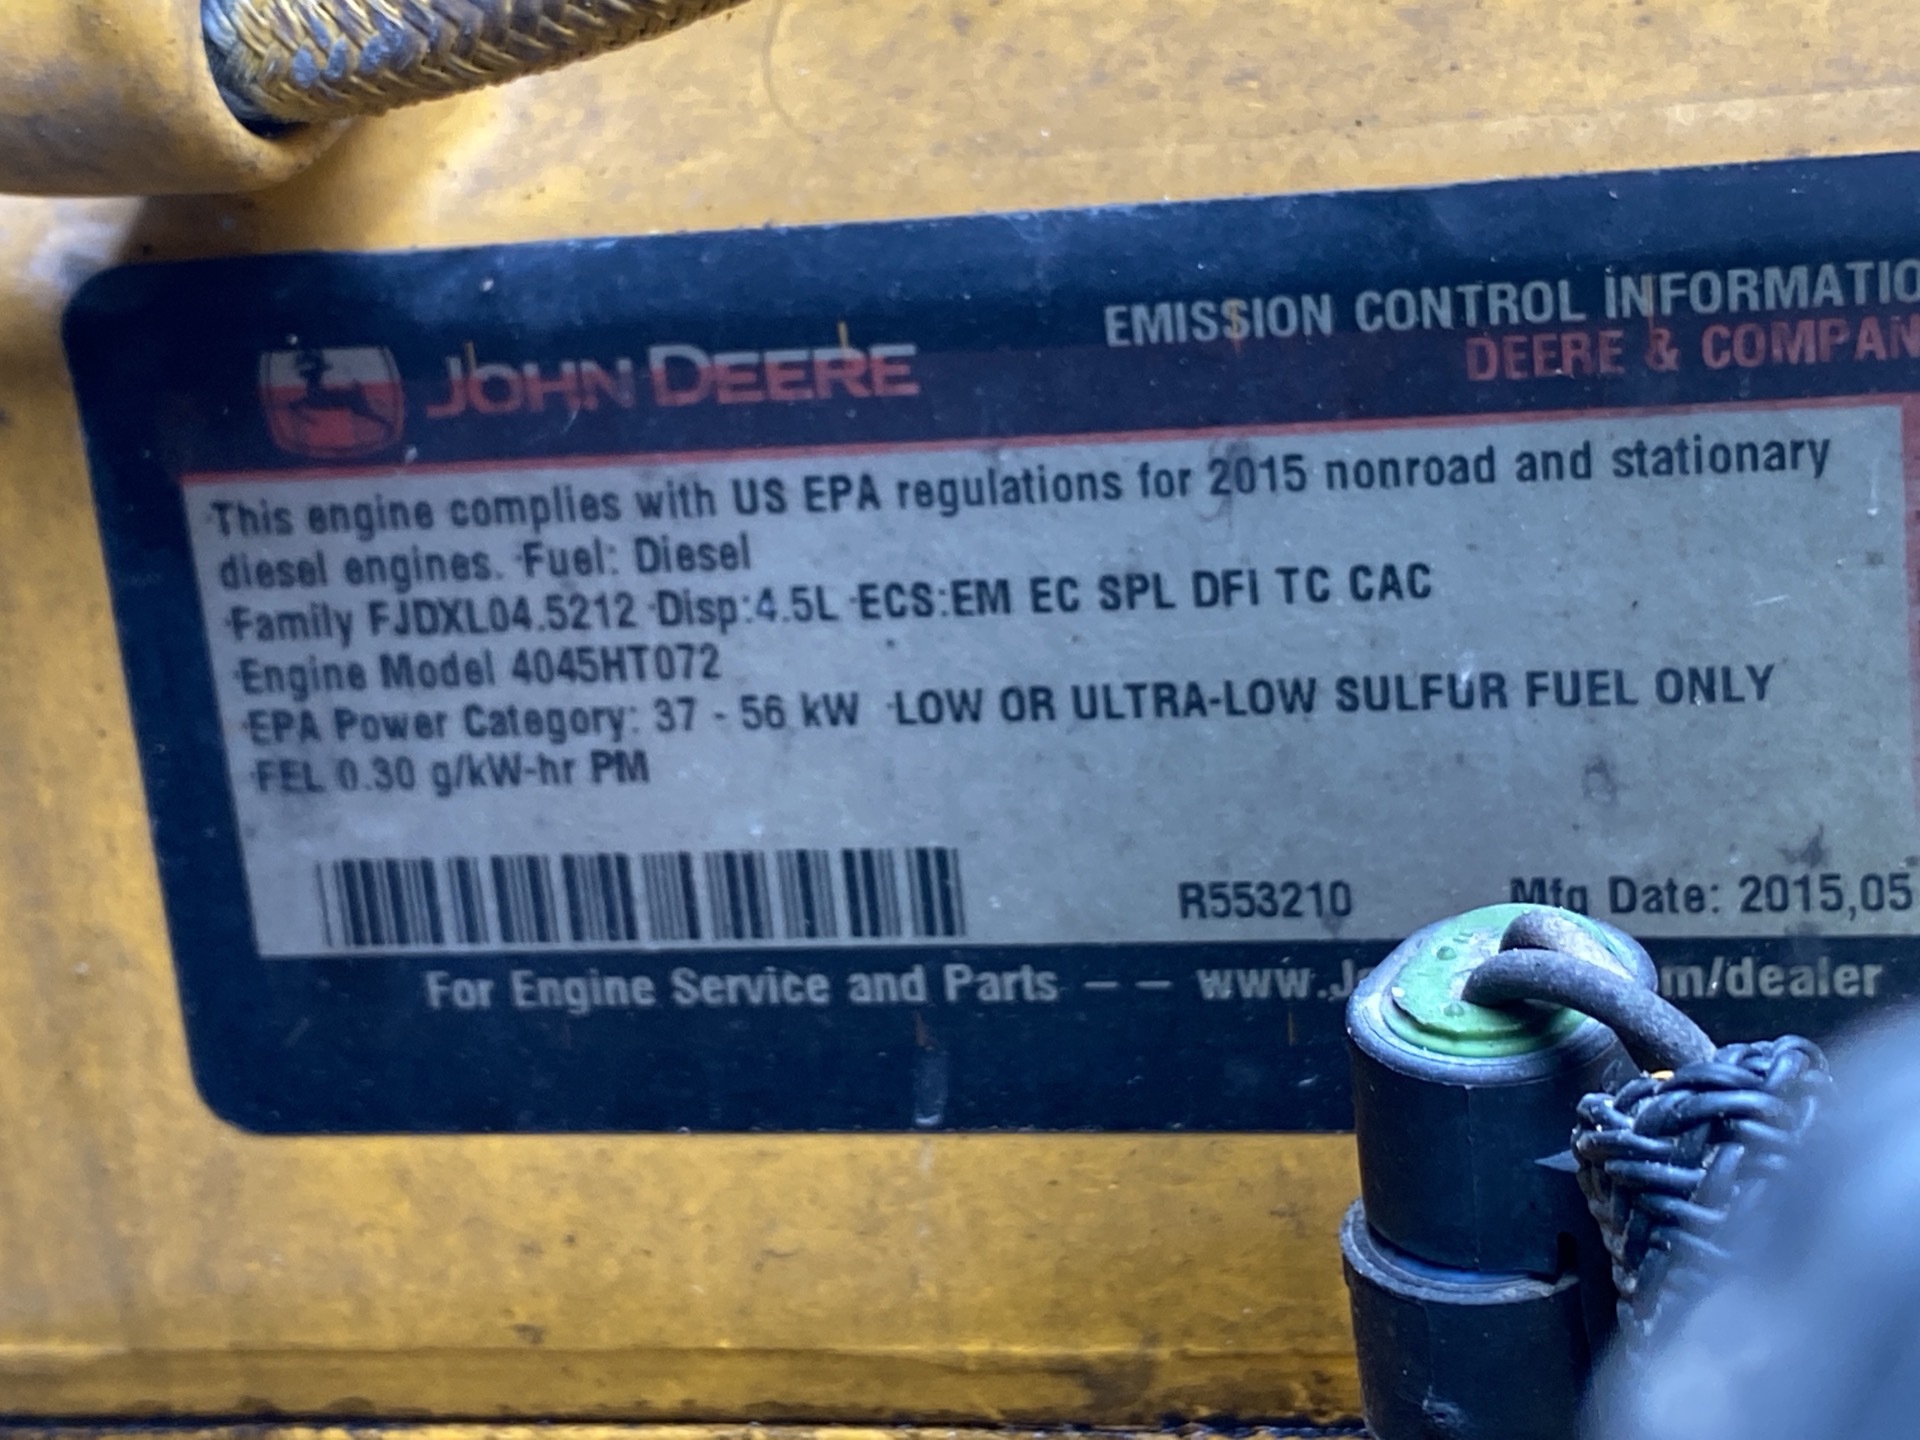 JOHN DEERE
EMISSION CONTROL INFORMATIO
DEERE & COMPAN
This engine complies with US EPA regulations for 2015 nonroad and stationary
diesel engines. Fuel: Diesel
Family FJDXL04.5212 Disp:4.5L ECS:EM EC SPL DFI TC CAC
Engine Model 4045HT072
EPA Power Category: 37 - 56 kW LOW OR ULTRA-LOW SULFUR FUEL ONLY
FEL 0.30 g/kW-hr PM
R553210 Mfg Date: 2015,05
For Engine Service and Parts -- www.J m/dealer